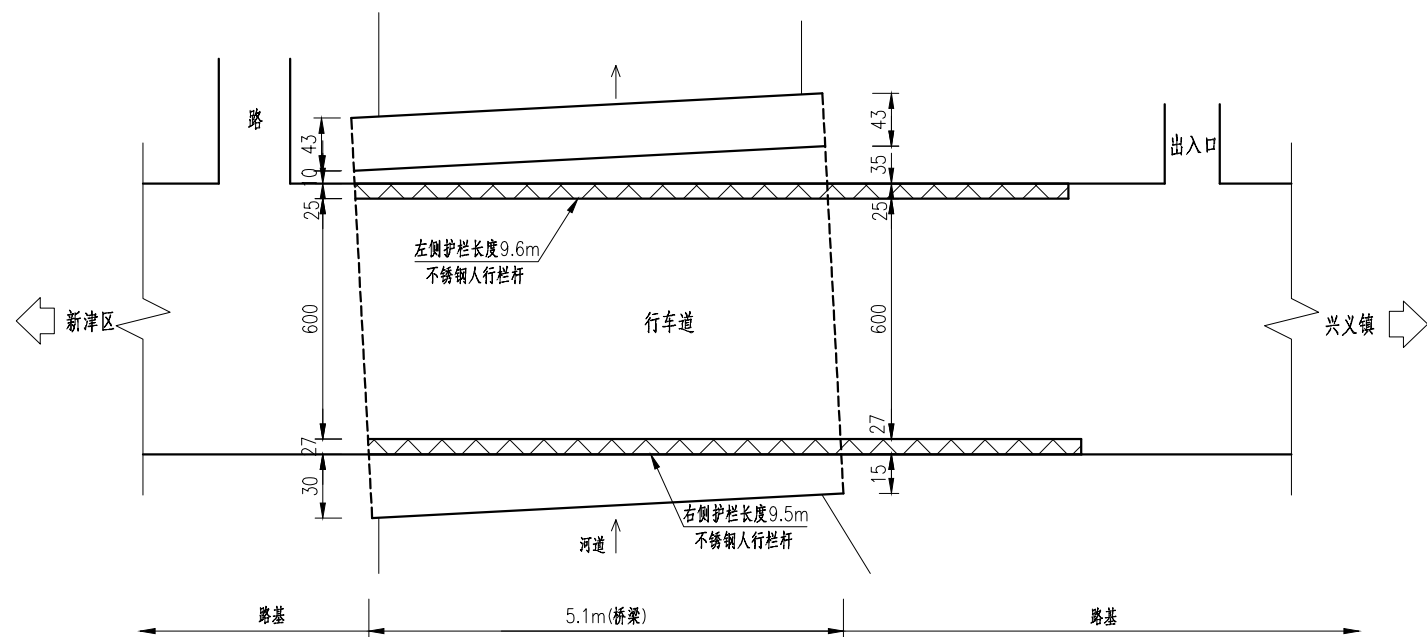 路
出入口
43
10
25
600
27
30
43
35
25
600
27
15
左侧护栏长度9.6m
不锈钢人行栏杆
新津区
行车道
兴义镇
右侧护栏长度9.5m
不锈钢人行栏杆
河道
路基
5.1m(桥梁)
路基